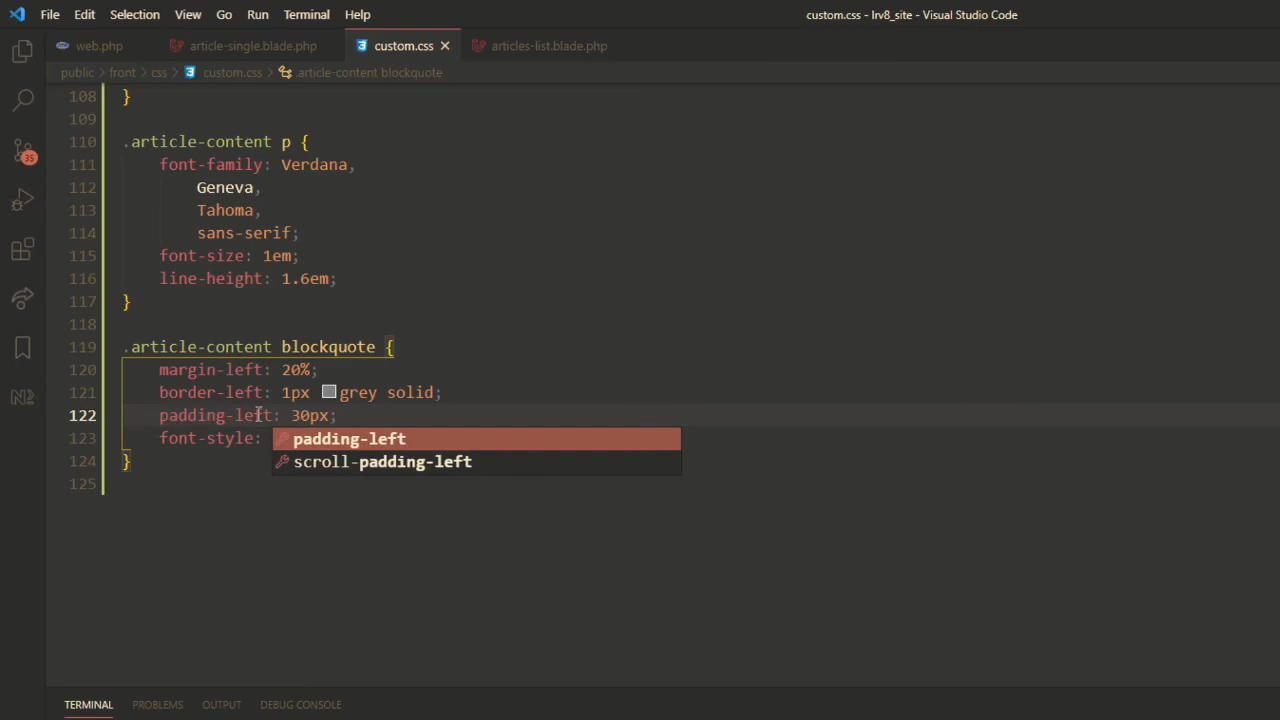 File Edit Selection View Go Run Terminal Help custom.css - lrv8_site - Visual Studio Code
web.php article-single.blade.php custom.css articles-list.blade.php
public > front > css > custom.css > .article-content blockquote
108 }
109
110 .article-content p {
111 font-family: Verdana,
112 Geneva,
113 Tahoma,
114 sans-serif;
115 font-size: 1em;
116 line-height: 1.6em;
117 }
118
119 .article-content blockquote {
120 margin-left: 20%;
121 border-left: 1px grey solid;
122 padding-left: 30px;
123 font-style:
padding-left
scroll-padding-left
124 }
125
35
TERMINAL PROBLEMS OUTPUT DEBUG CONSOLE